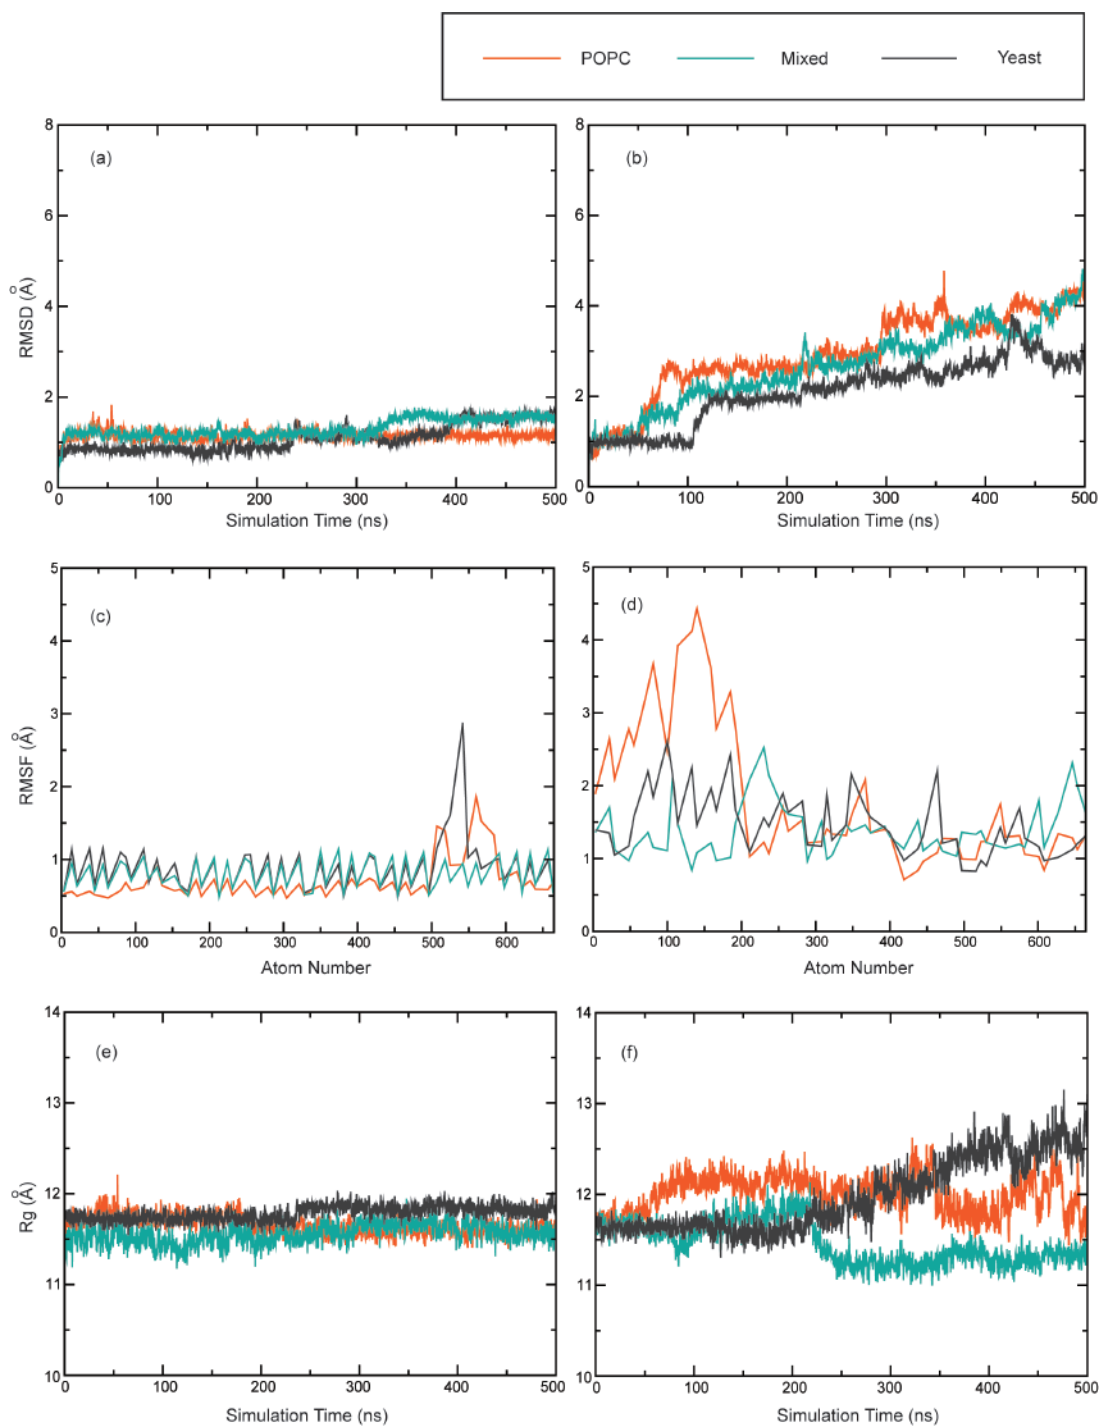 POPC Mixed Yeast
(a) (b)
8 8
6 6
4 4
2 2
0 0
RMSD (Å)
0 100 200 300 400 500 0 100 200 300 400 500
Simulation Time (ns) Simulation Time (ns)
(c) (d)
5 5
4 4
3 3
2 2
1 1
0 0
RMSF (Å)
0 100 200 300 400 500 600 0 100 200 300 400 500 600
Atom Number Atom Number
(e) (f)
14 14
13 13
12 12
11 11
10 10
Rg (Å)
0 100 200 300 400 500 0 100 200 300 400 500
Simulation Time (ns) Simulation Time (ns)